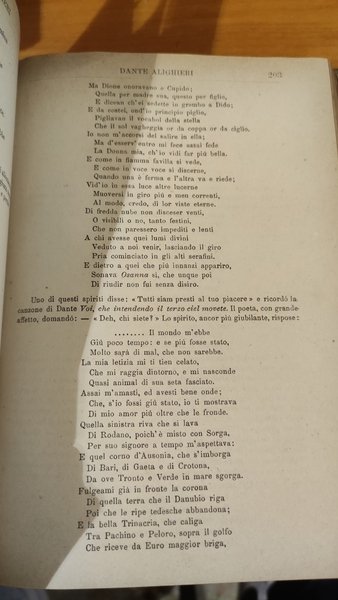 DANTE ALIGHIERI 203
Ma Dione onoravano e Cupido;
Quella per madre sua, questo per figlio,
E dicean ch'ei sedette in grembo a Dido;
E da costei, ond'io principio piglio,
Pigliavan il vocabol della stella
Che il sol vagheggia or da coppa or da ciglio.
Io non m'accorsi del salire in ella;
Ma d'esserv'entro mi fece assai fede
La Donna mia, ch'io vidi far più bella.
E come in fiamma favilla si vede,
E come in voce voce si discerne,
Quando una è ferma e l'altra va e riede;
Vid'io in essa luce altre lucerne
Muoversi in giro più e men correnti,
Al modo, credo, di lor viste eterne.
Di fredda nube non disceser venti,
O visibili o no, tanto festini,
Che non paressero impediti e lenti
A chi avesse quei lumi divini
Veduto a noi venir, lasciando il giro
Pria cominciato in gli alti serafini.
E dietro a quei che più innanzi appariro,
Sonava Osanna sì, che unque poi
Di riudir non fui senza disiro.
Uno di questi spiriti disse: « Tutti siam presti al tuo piacere » e ricordò la
canzone di Dante Voi, che intendendo il terzo ciel movete. Il poeta, con grande
affetto, domandò: — « Deh, chi siete? » Lo spirito, ancor più giubilante, rispose:
........ Il mondo m'ebbe
Giù poco tempo: e se più fosse stato,
Molto sarà di mal, che non sarebbe.
La mia letizia mi ti tien celato,
Che mi raggia dintorno, e mi nasconde
Quasi animal di sua seta fasciato.
Assai m'amasti, ed avesti bene onde;
Che, s'io fossi giù stato, io ti mostrava
Di mio amor più oltre che le fronde.
Quella sinistra riva che si lava
Di Rodano, poich'è misto con Sorga,
Per suo signore a tempo m'aspettava:
E quel corno d'Ausonia, che s'imborga
Di Bari, di Gaeta e di Crotona,
Da ove Tronto e Verde in mare sgorga.
Fulgeami già in fronte la corona
Di quella terra che il Danubio riga
Poi che le ripe tedesche abbandona;
E la bella Trinacria, che caliga
Tra Pachino e Peloro, sopra il golfo
Che riceve da Euro maggior briga,